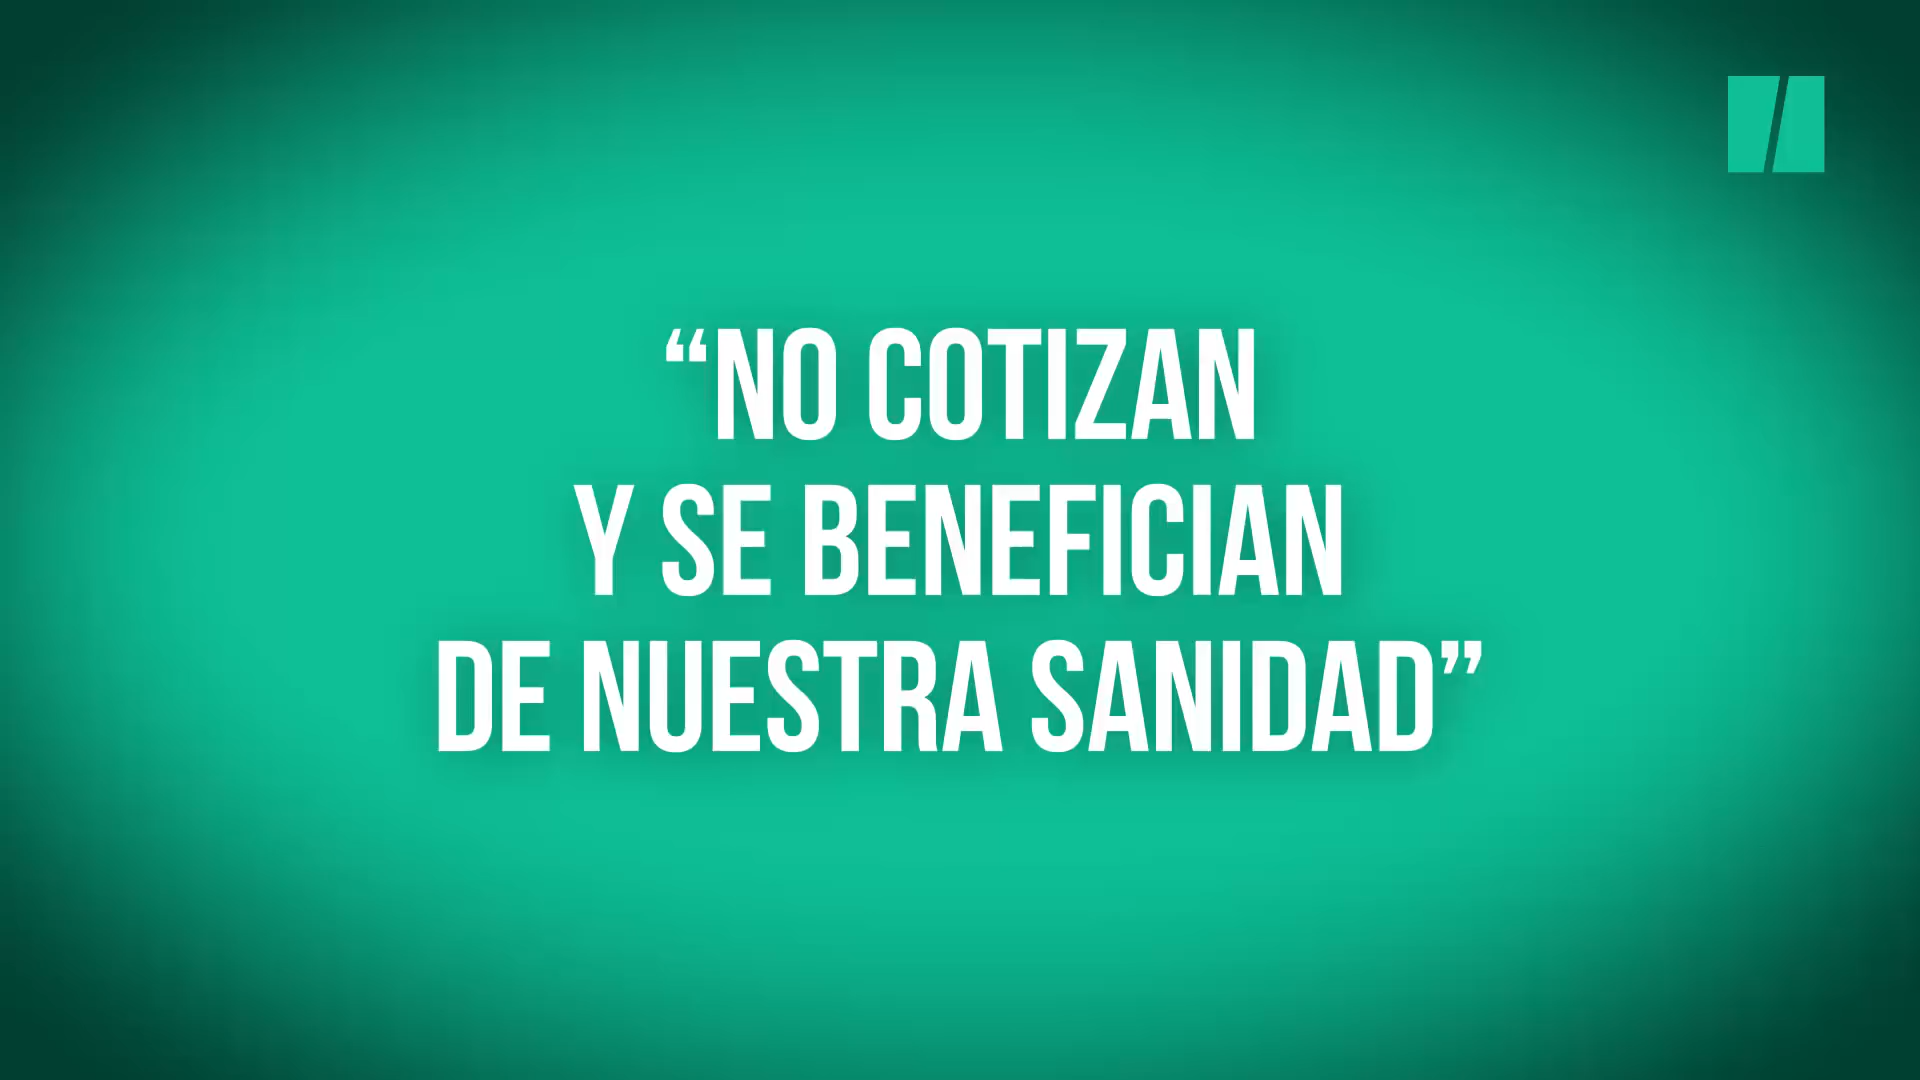 “NO COTIZAN
Y SE BENEFICIAN
DE NUESTRA SANIDAD”